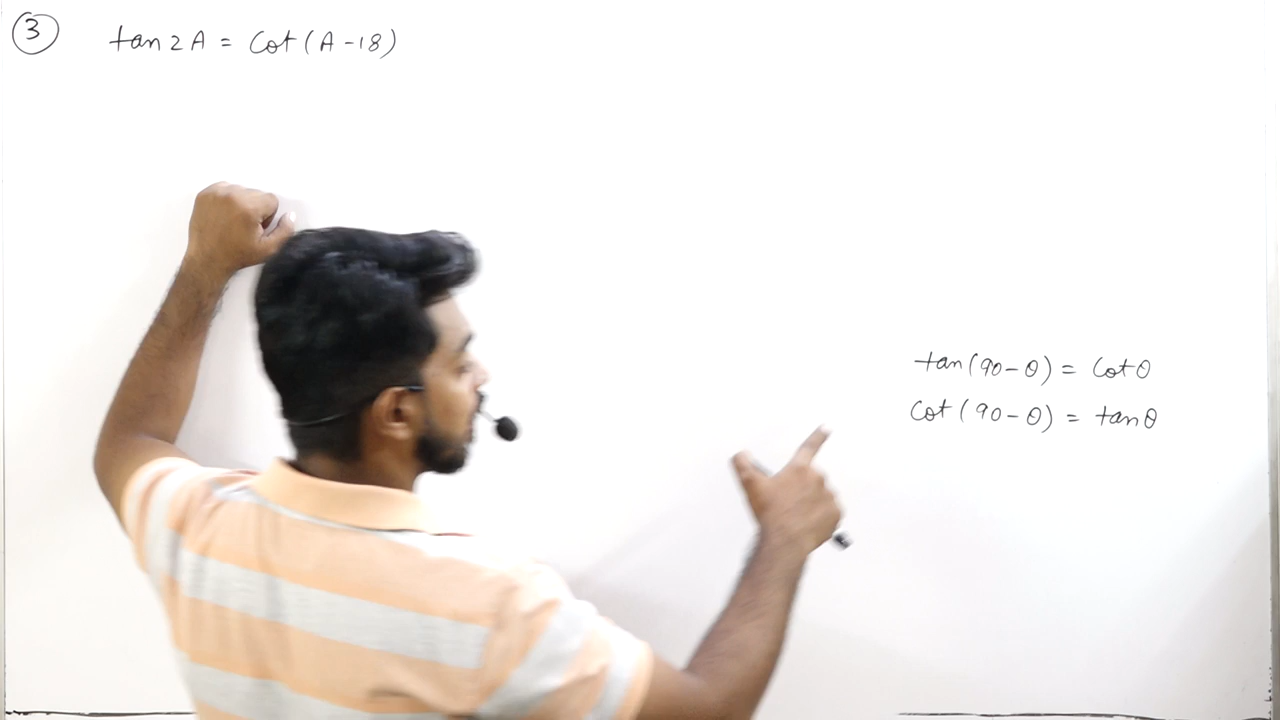 3 tan 2A = Cot (A - 18)
tan (90 - θ) = Cot θ
Cot (90 - θ) = tan θ